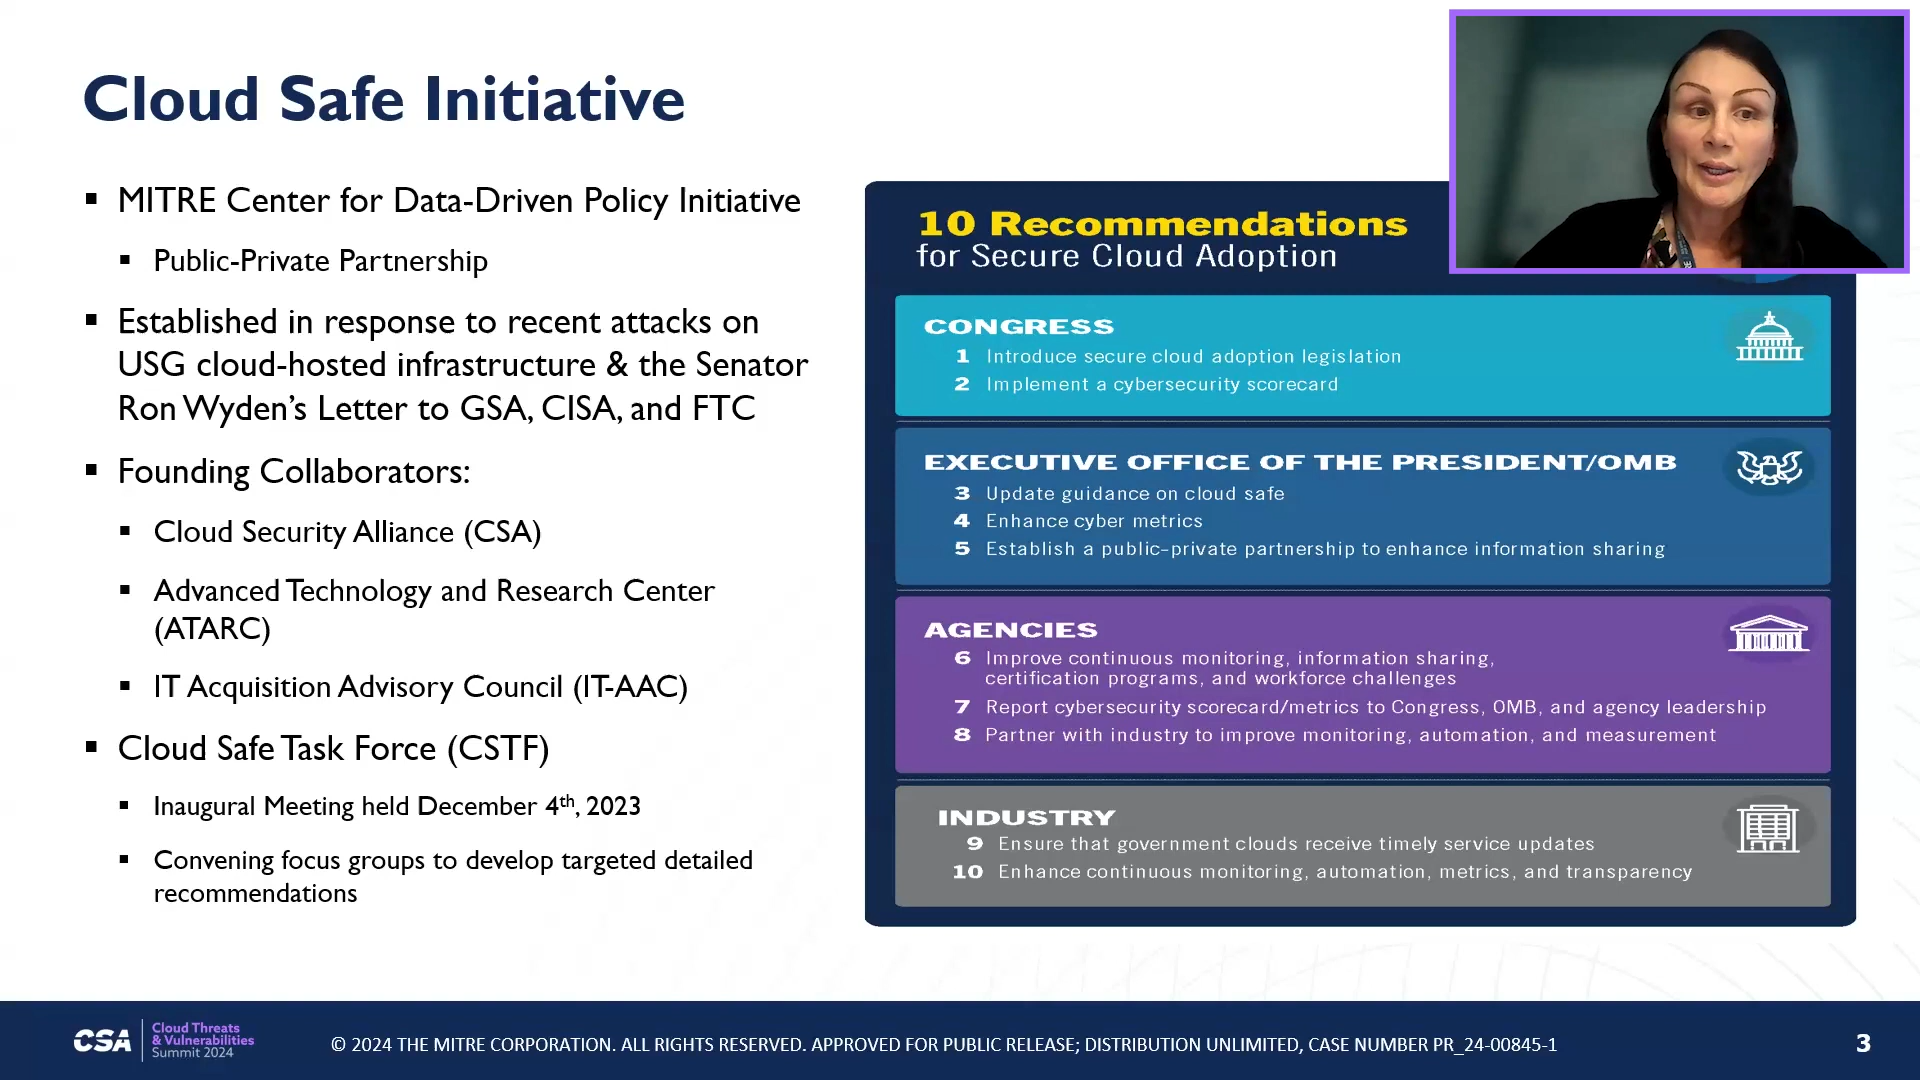 Cloud Safe Initiative
▪ MITRE Center for Data-Driven Policy Initiative
▪ Public-Private Partnership
▪ Established in response to recent attacks on
USG cloud-hosted infrastructure & the Senator
Ron Wyden’s Letter to GSA, CISA, and FTC
▪ Founding Collaborators:
▪ Cloud Security Alliance (CSA)
▪ Advanced Technology and Research Center
(ATARC)
▪ IT Acquisition Advisory Council (IT-AAC)
▪ Cloud Safe Task Force (CSTF)
▪ Inaugural Meeting held December 4th, 2023
▪ Convening focus groups to develop targeted detailed
recommendations
10 Recommendations
for Secure Cloud Adoption
CONGRESS
1 Introduce secure cloud adoption legislation
2 Implement a cybersecurity scorecard
EXECUTIVE OFFICE OF THE PRESIDENT/OMB
3 Update guidance on cloud safe
4 Enhance cyber metrics
5 Establish a public-private partnership to enhance information sharing
AGENCIES
6 Improve continuous monitoring, information sharing,
certification programs, and workforce challenges
7 Report cybersecurity scorecard/metrics to Congress, OMB, and agency leadership
8 Partner with industry to improve monitoring, automation, and measurement
INDUSTRY
9 Ensure that government clouds receive timely service updates
10 Enhance continuous monitoring, automation, metrics, and transparency
CSA
Cloud Threats
& Vulnerabilities
Summit 2024
© 2024 THE MITRE CORPORATION. ALL RIGHTS RESERVED. APPROVED FOR PUBLIC RELEASE; DISTRIBUTION UNLIMITED, CASE NUMBER PR_24-00845-1
3